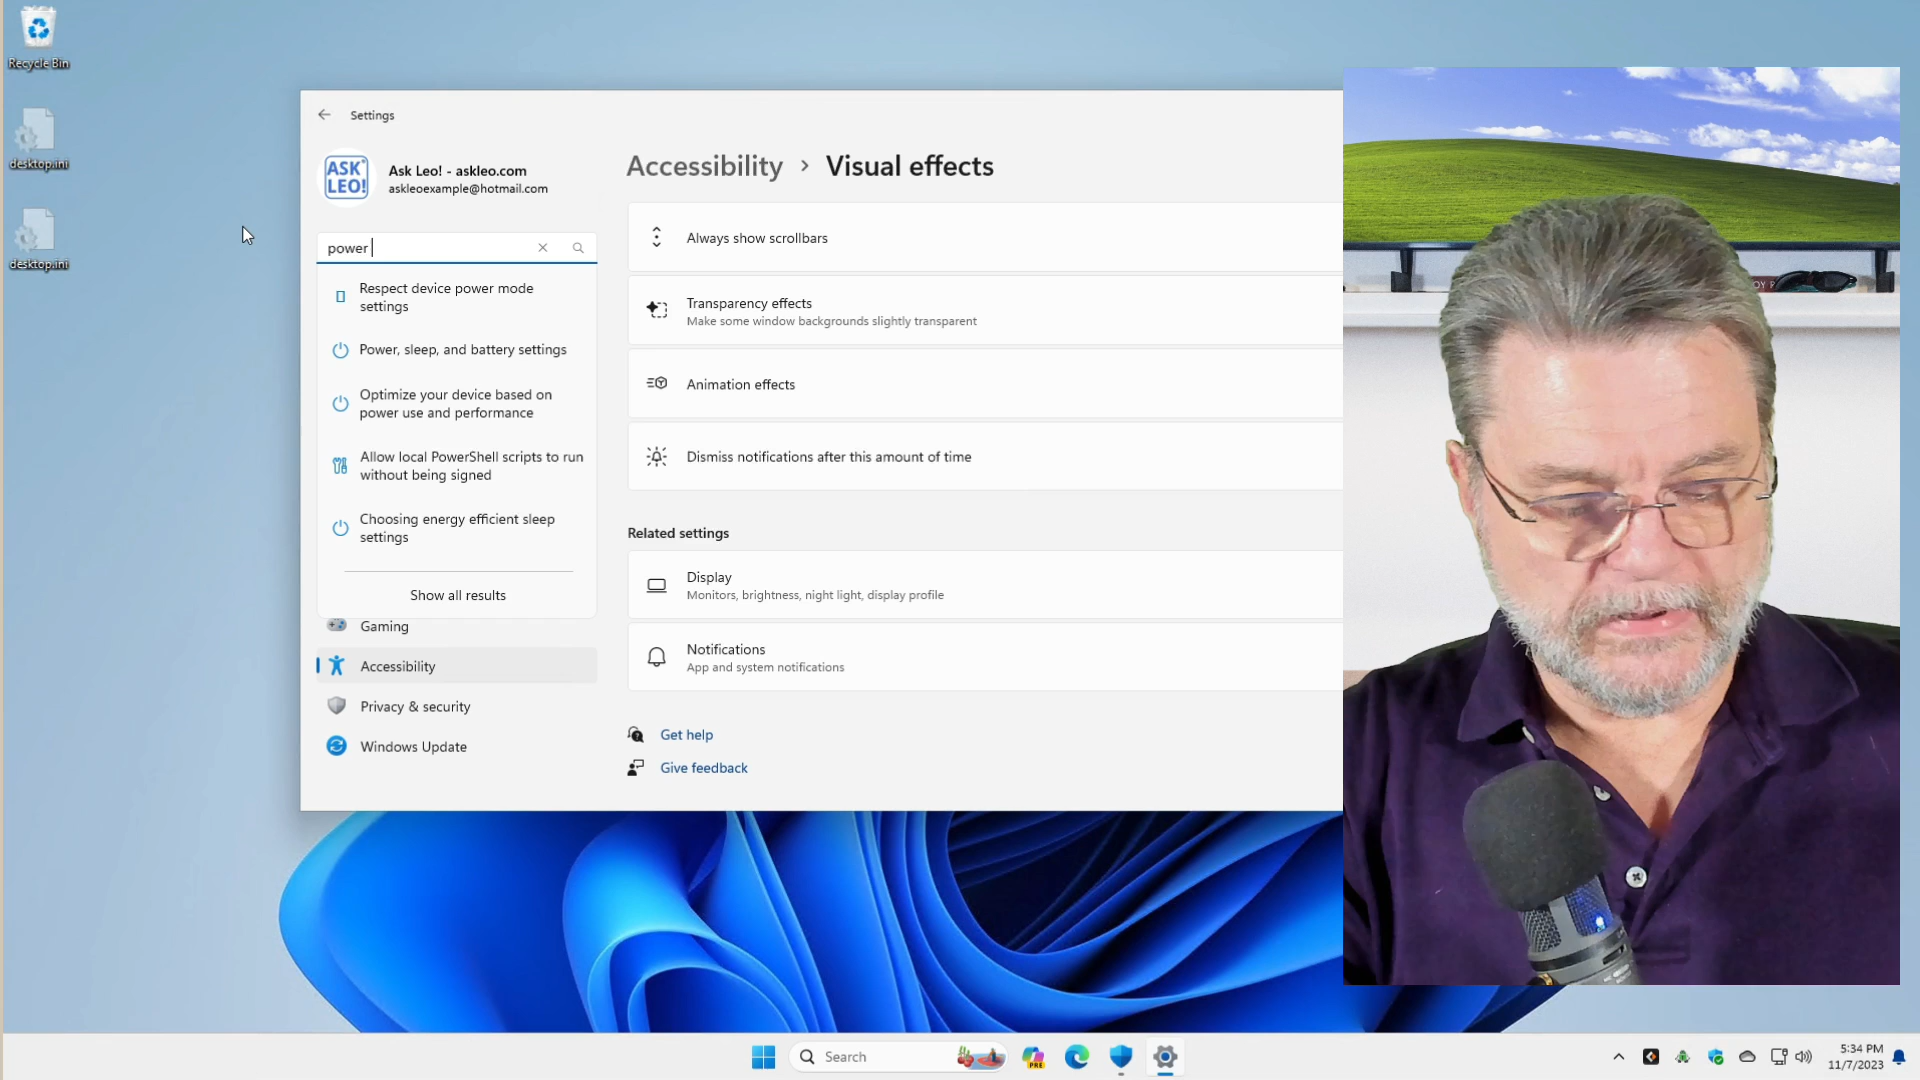 Recycle Bin
desktop.ini
desktop.ini
Settings
ASK
LEO!
Ask Leo! - askleo.com
askleoexample@hotmail.com
power
Respect device power mode
settings
Power, sleep, and battery settings
Optimize your device based on
power use and performance
Allow local PowerShell scripts to run
without being signed
Choosing energy efficient sleep
settings
Show all results
Gaming
Accessibility
Privacy & security
Windows Update
Accessibility > Visual effects
Always show scrollbars
Transparency effects
Make some window backgrounds slightly transparent
Animation effects
Dismiss notifications after this amount of time
Related settings
Display
Monitors, brightness, night light, display profile
Notifications
App and system notifications
Get help
Give feedback
Search
PRE
5:34 PM
11/7/2023